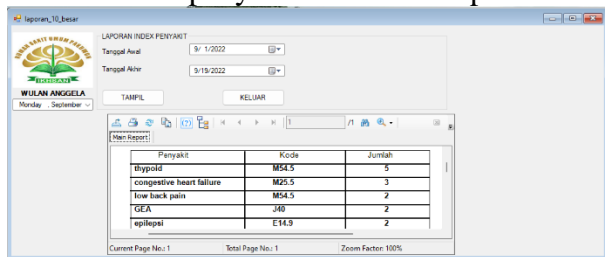 laporan_10_besar
LAPORAN INDEX PENYAKIT
Tanggal Awal 9/ 1/2022
Tanggal Akhir 9/19/2022
IKHSAN
WULAN ANGGELA
Monday , September
TAMPIL KELUAR
1 /1
Main Report
Penyakit Kode Jumlah
thypoid M54.5 5
congestive heart failure M25.5 3
low back pain M54.5 2
GEA J40 2
epilepsi E14.9 2
Current Page No.: 1 Total Page No.: 1 Zoom Factor: 100%